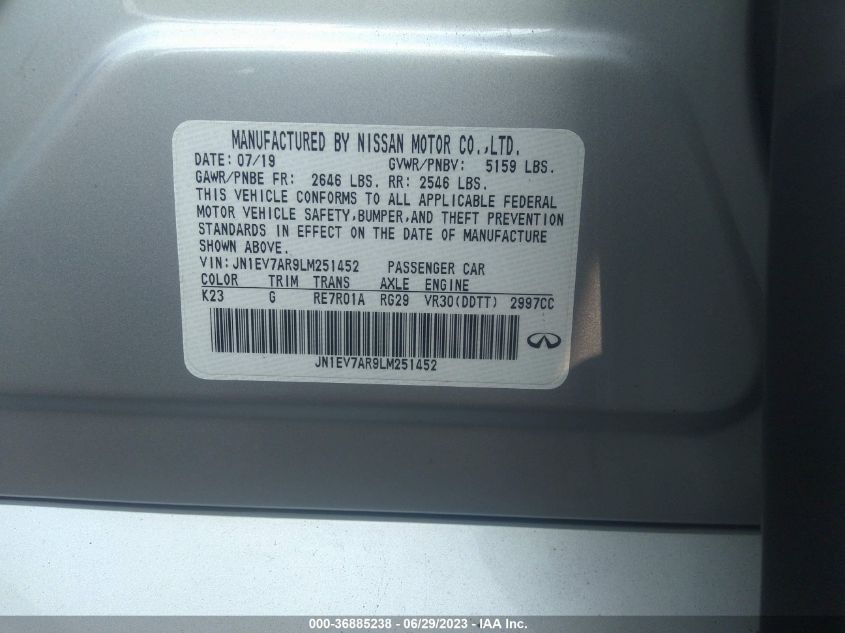 MANUFACTURED BY NISSAN MOTOR CO.,LTD.
DATE: 07/19 GVWR/PNBV: 5159 LBS.
GAWR/PNBE FR: 2646 LBS. RR: 2546 LBS.
THIS VEHICLE CONFORMS TO ALL APPLICABLE FEDERAL
MOTOR VEHICLE SAFETY,BUMPER,AND THEFT PREVENTION
STANDARDS IN EFFECT ON THE DATE OF MANUFACTURE
SHOWN ABOVE.
VIN: JN1EV7AR9LM251452 PASSENGER CAR
COLOR TRIM TRANS AXLE ENGINE
K23 G RE7R01A RG29 VR30(DDTT) 2997CC
JN1EV7AR9LM251452
000-36885238 - 06/29/2023 - IAA Inc.